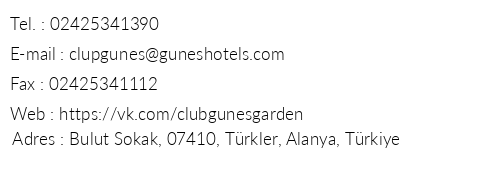 Tel. : 02425341390
E-mail : clupgunes@guneshotels.com
Fax : 02425341112
Web : https://vk.com/clubgunesgarden
Adres : Bulut Sokak, 07410, Türkler, Alanya, Türkiye